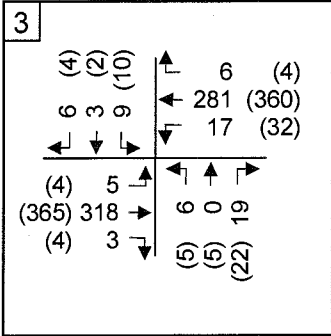 3
(4) (2) (10)
6 3 9
6 (4)
281 (360)
17 (32)
(4) 5
(365) 318
(4) 3
6 0 19
(5) (5) (22)